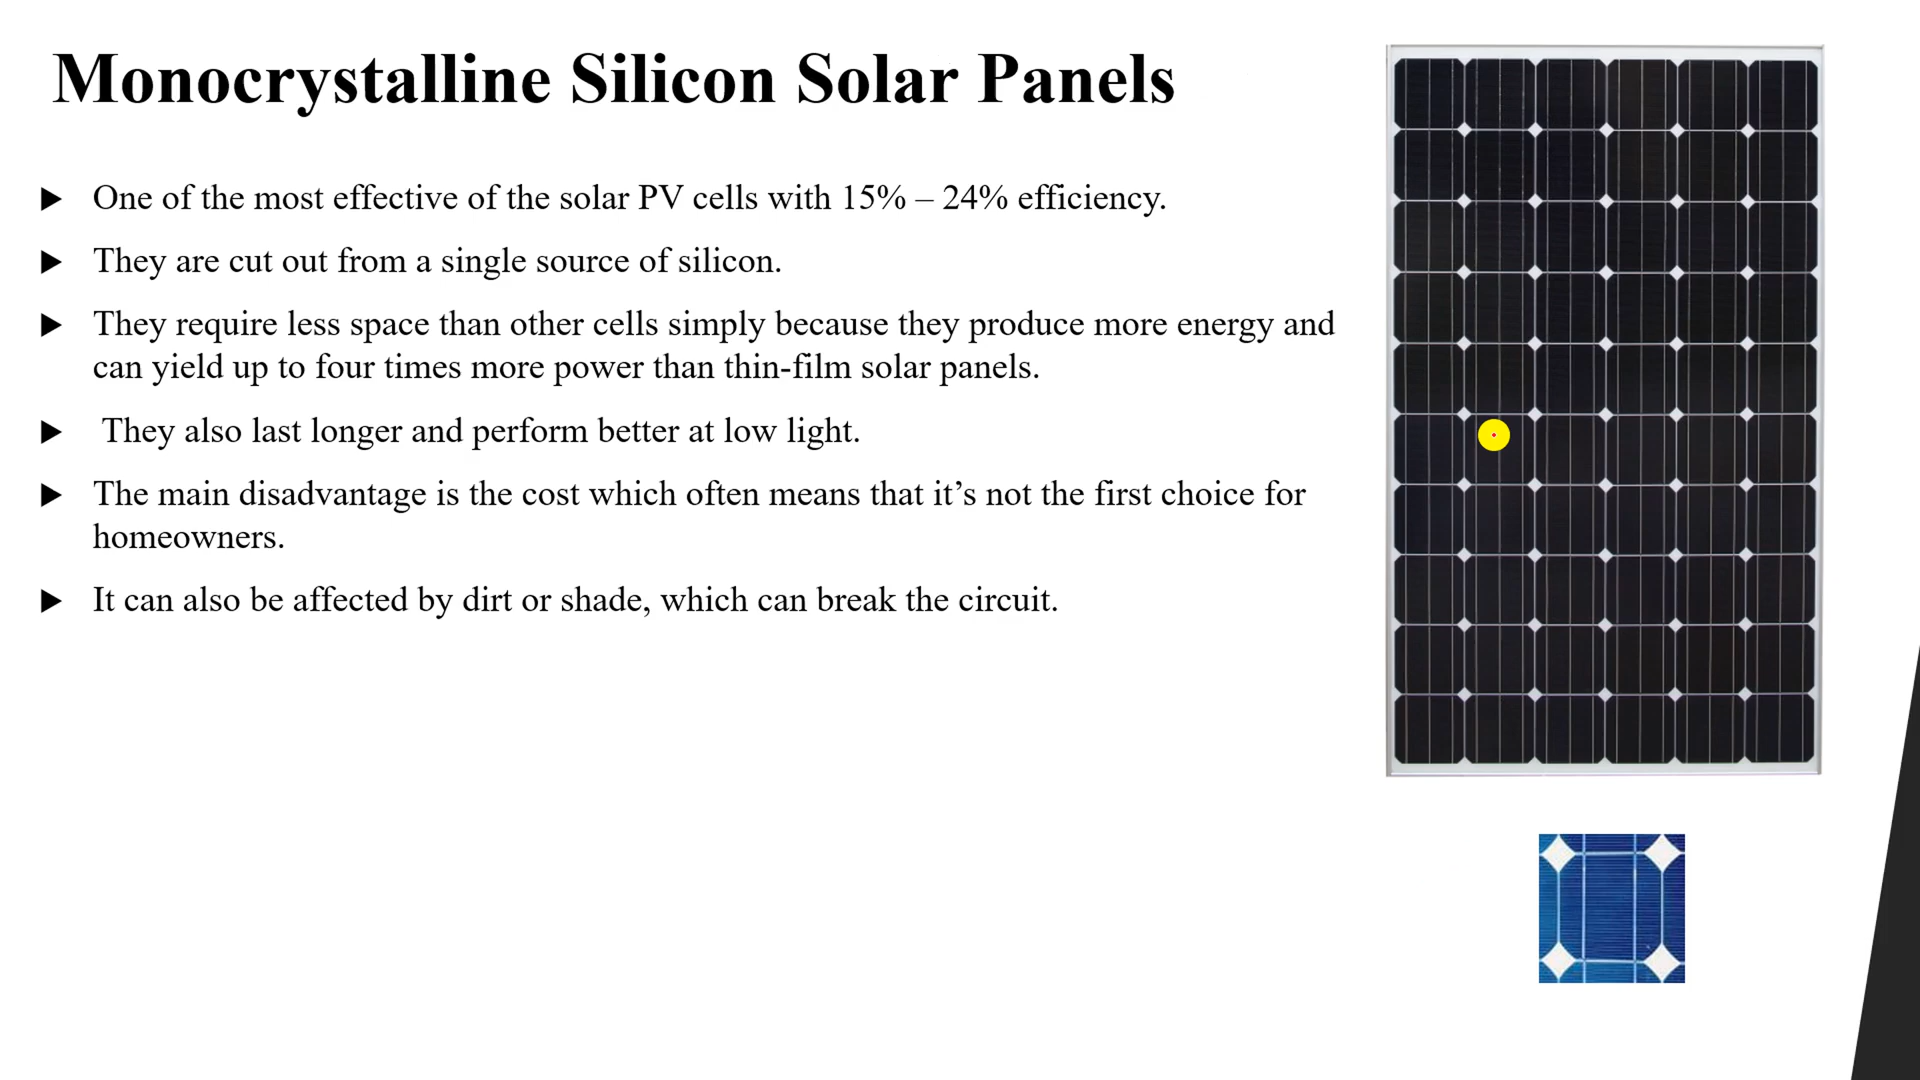 Monocrystalline Silicon Solar Panels
One of the most effective of the solar PV cells with 15% – 24% efficiency.
They are cut out from a single source of silicon.
They require less space than other cells simply because they produce more energy and
can yield up to four times more power than thin-film solar panels.
They also last longer and perform better at low light.
The main disadvantage is the cost which often means that it’s not the first choice for
homeowners.
It can also be affected by dirt or shade, which can break the circuit.